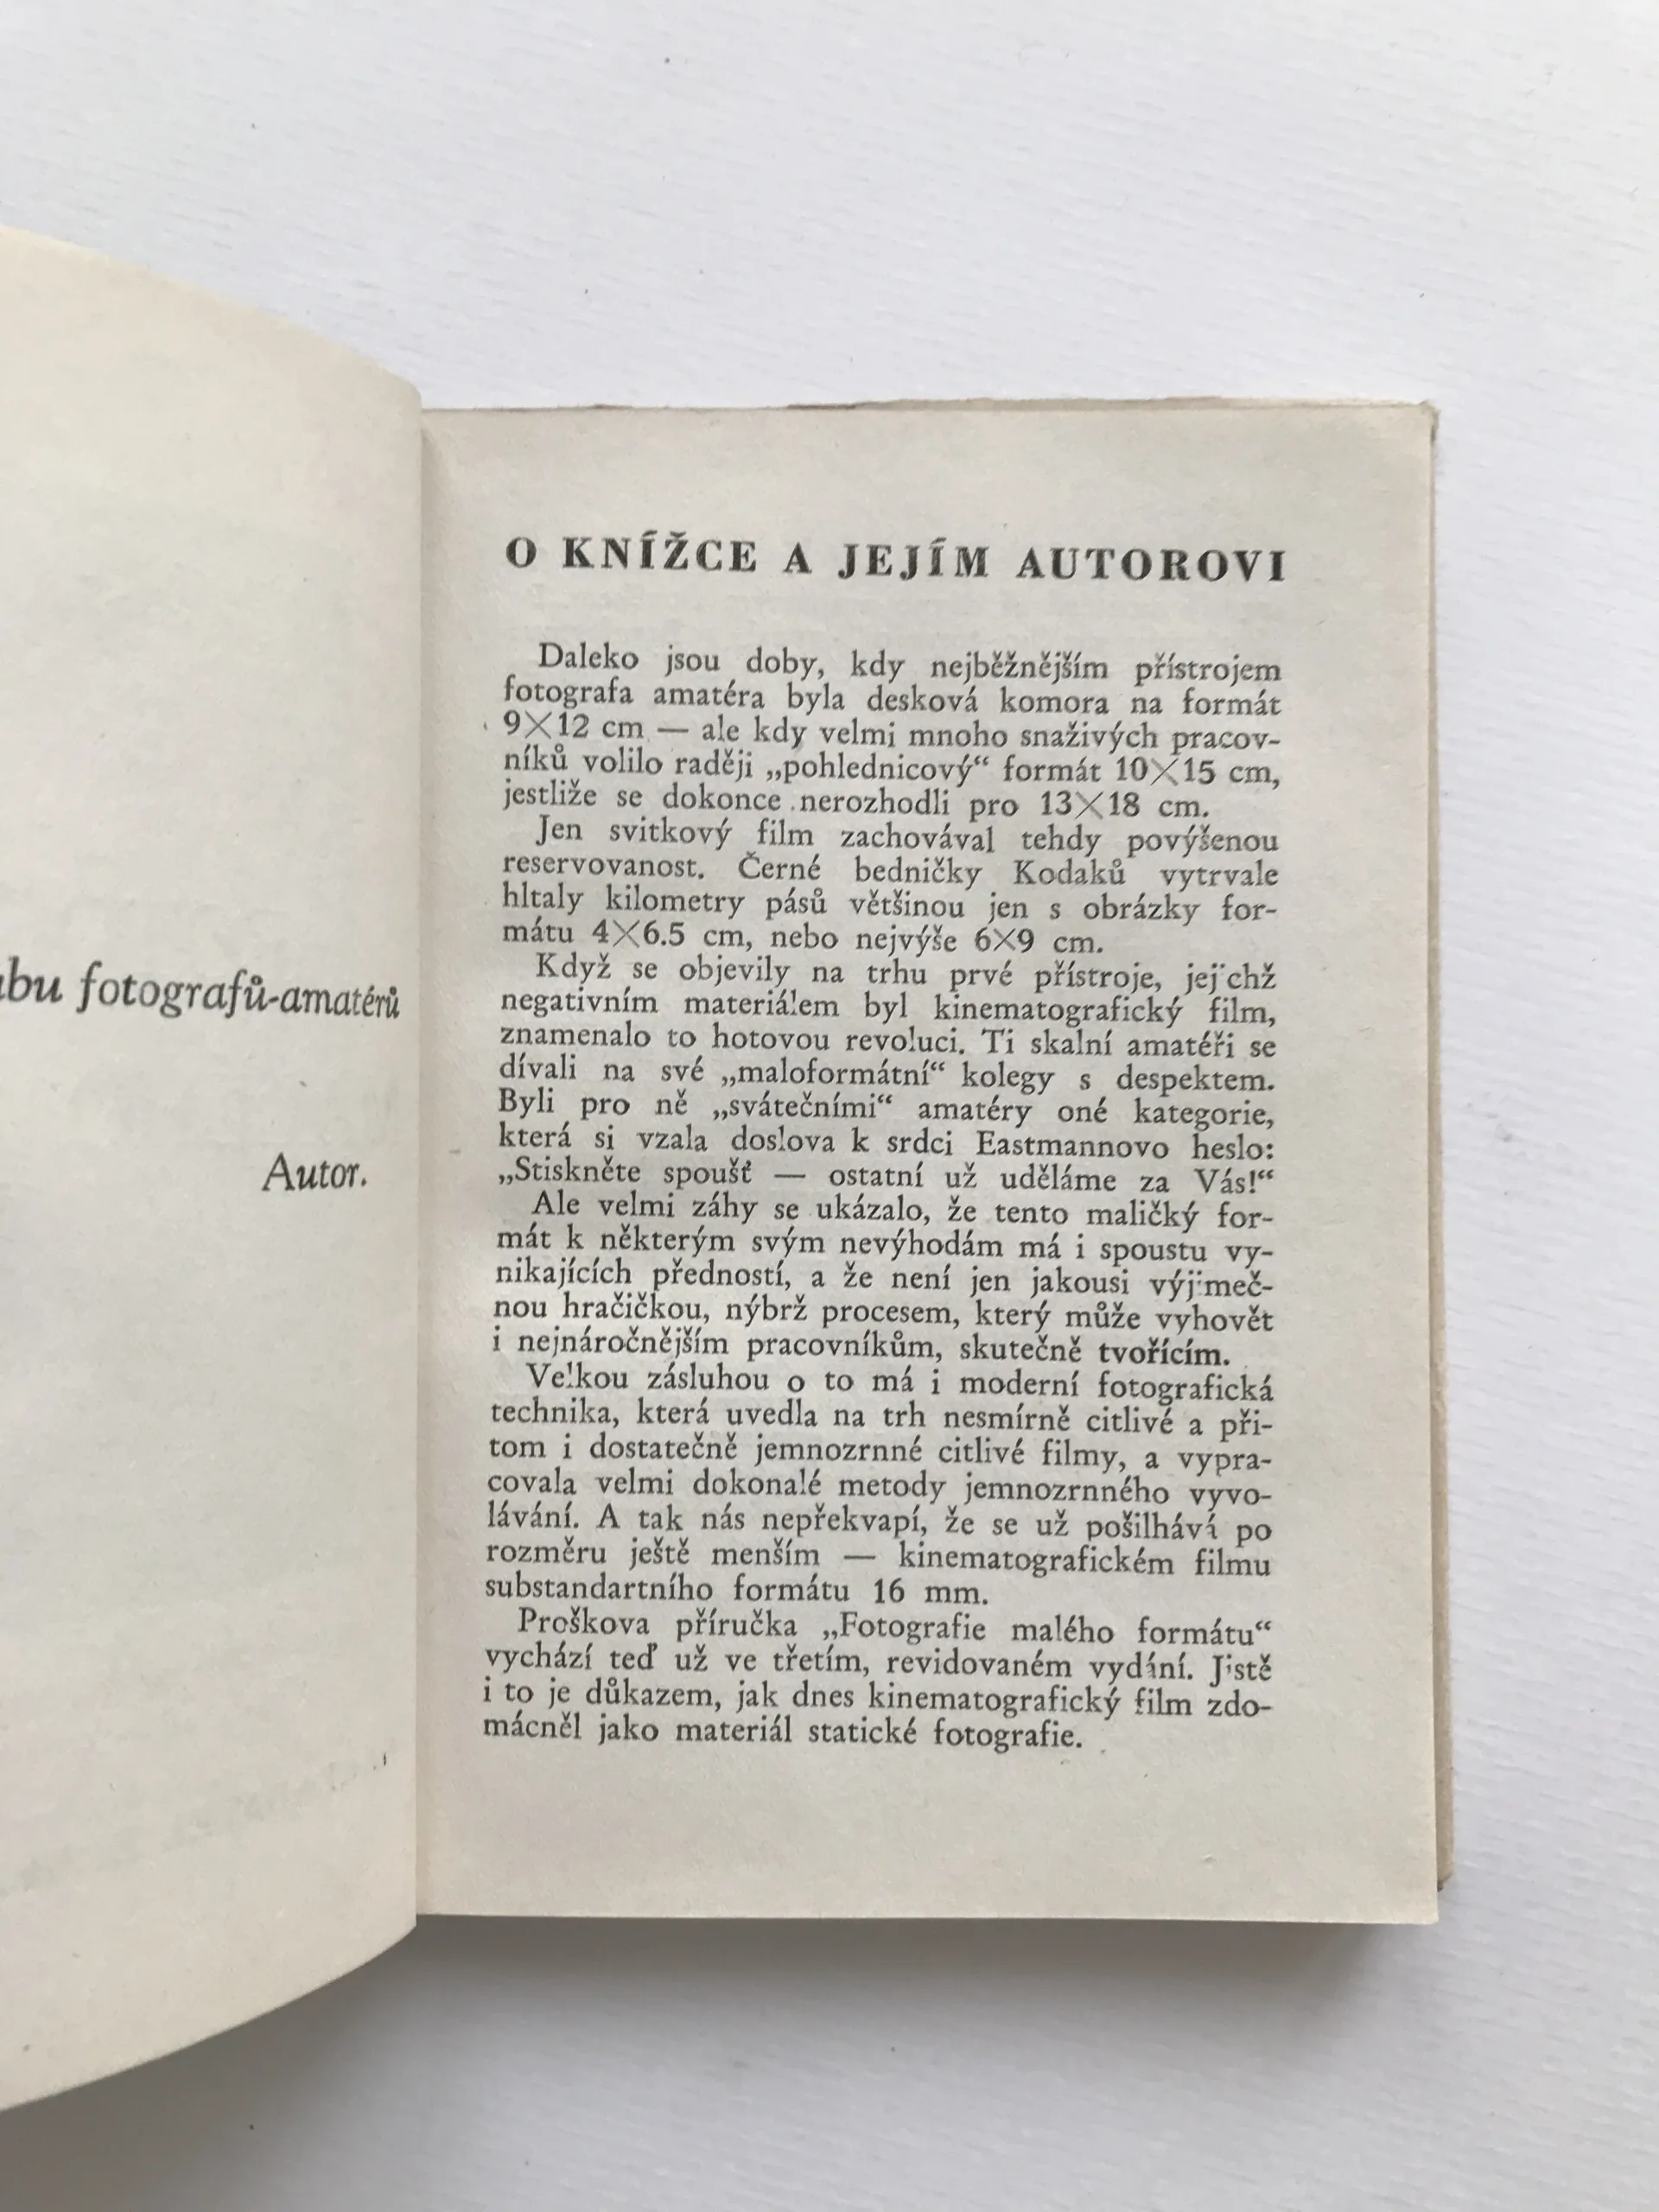 fotografů-amatérů
Autor.
O KNÍŽCE A JEJÍM AUTOROVI
Daleko jsou doby, kdy nejběžnějším přístrojem
fotografa amatéra byla desková komora na formát
9×12 cm — ale kdy velmi mnoho snaživých pracov-
níků volilo raději „pohlednicový“ formát 10×15 cm,
jestliže se dokonce nerozhodli pro 13×18 cm.
Jen svitkový film zachovával tehdy povýšenou
reservovanost. Černé bedničky Kodaků vytrvale
hltaly kilometry pásů většinou jen s obrázky for-
mátu 4×6.5 cm, nebo nejvýše 6×9 cm.
Když se objevily na trhu prvé přístroje, jejichž
negativním materiálem byl kinematografický film,
znamenalo to hotovou revoluci. Ti skalní amatéři se
dívali na své „maloformátní“ kolegy s despektem.
Byli pro ně „svátečními“ amatéry oné kategorie,
která si vzala doslova k srdci Eastmannovo heslo:
„Stiskněte spoušť — ostatní už uděláme za Vás!“
Ale velmi záhy se ukázalo, že tento maličký for-
mát k některým svým nevýhodám má i spoustu vy-
nikajících předností, a že není jen jakousi výjimeč-
nou hračičkou, nýbrž procesem, který může vyhovět
i nejnáročnějším pracovníkům, skutečně tvořícím.
Velkou zásluhou o to má i moderní fotografická
technika, která uvedla na trh nesmírně citlivé a při-
tom i dostatečně jemnozrnné citlivé filmy, a vypra-
covala velmi dokonalé metody jemnozrnného vyvo-
lávání. A tak nás nepřekvapí, že se už pošilhává po
rozměru ještě menším — kinematografickém filmu
substandartního formátu 16 mm.
Proškova příručka „Fotografie malého formátu“
vychází teď už ve třetím, revidovaném vydání. Jistě
i to je důkazem, jak dnes kinematografický film zdo-
mácněl jako materiál statické fotografie.